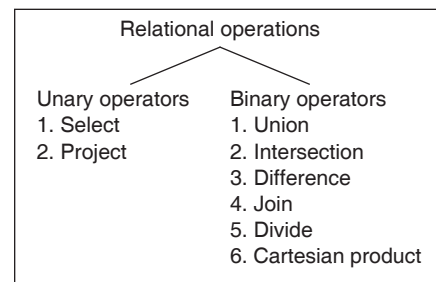 Relational operations
Unary operators
1. Select
2. Project
Binary operators
1. Union
2. Intersection
3. Difference
4. Join
5. Divide
6. Cartesian product